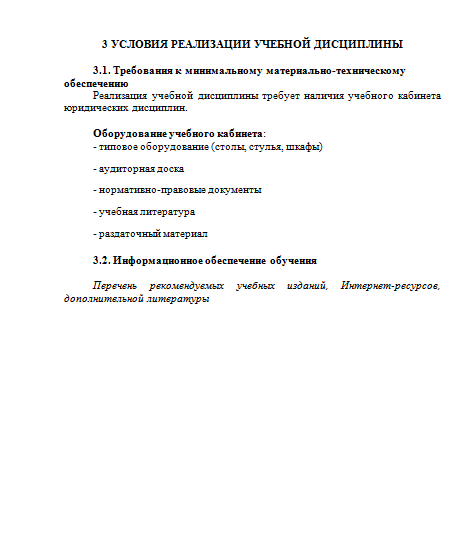 3 УСЛОВИЯ РЕАЛИЗАЦИИ УЧЕБНОЙ ДИСЦИПЛИНЫ
3.1. Требования к минимальному материально-техническому
обеспечению
Реализация учебной дисциплины требует наличия учебного кабинета
юридических дисциплин.
Оборудование учебного кабинета:
- типовое оборудование (столы, стулья, шкафы)
- аудиторная доска
- нормативно-правовые документы
- учебная литература
- раздаточный материал
3.2. Информационное обеспечение обучения
Перечень рекомендуемых учебных изданий, Интернет-ресурсов,
дополнительной литературы